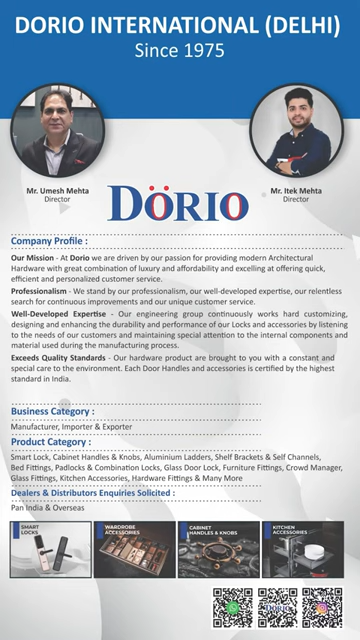 DORIO INTERNATIONAL (DELHI)
Since 1975
Mr. Umesh Mehta
Director
Mr. Itek Mehta
Director
DÖRIO
Company Profile :
Our Mission - At Dorio we are driven by our passion for providing modern Architectural
Hardware with great combination of luxury and affordability and excelling at offering quick,
efficient and personalized customer service.
Professionalism - We stand by our professionalism, our well-developed expertise, our relentless
search for continuous improvements and our unique customer service.
Well-Developed Expertise - Our engineering group continuously works hard customizing,
designing and enhancing the durability and performance of our Locks and accessories by listening
to the needs of our customers and maintaining special attention to the internal components and
material used during the manufacturing process.
Exceeds Quality Standards - Our hardware product are brought to you with a constant and
special care to the environment. Each Door Handles and accessories is certified by the highest
standard in India.
Business Category :
Manufacturer, Importer & Exporter
Product Category :
Smart Lock, Cabinet Handles & Knobs, Aluminium Ladders, Shelf Brackets & Self Channels,
Bed Fittings, Padlocks & Combination Locks, Glass Door Lock, Furniture Fittings, Crowd Manager,
Glass Fittings, Kitchen Accessories, Hardware Fittings & Many More
Dealers & Distributors Enquiries Solicited :
Pan India & Overseas
SMART
LOCKS
WARDROBE
ACCESSORIES
CABINET
HANDLES & KNOBS
KITCHEN
ACCESSORIES
DÖRIO